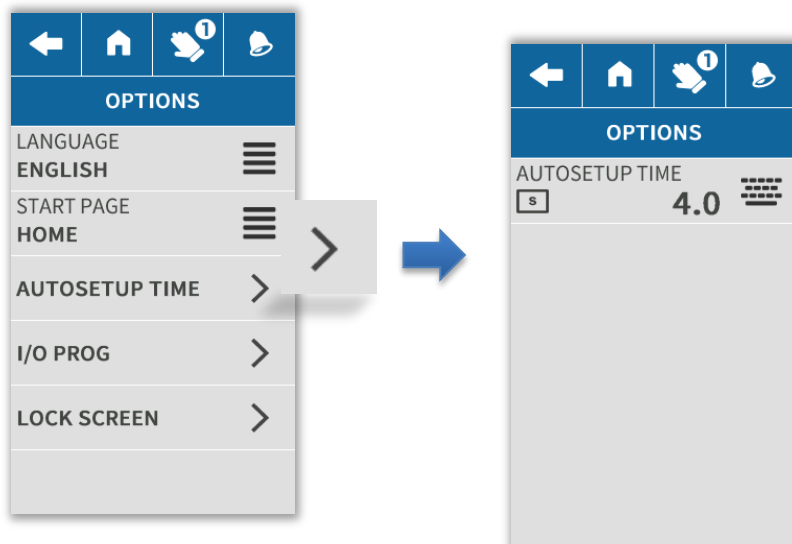 1
OPTIONS
LANGUAGE
ENGLISH
START PAGE
HOME
AUTOSETUP TIME
I/O PROG
LOCK SCREEN
1
OPTIONS
AUTOSETUP TIME
s 4.0